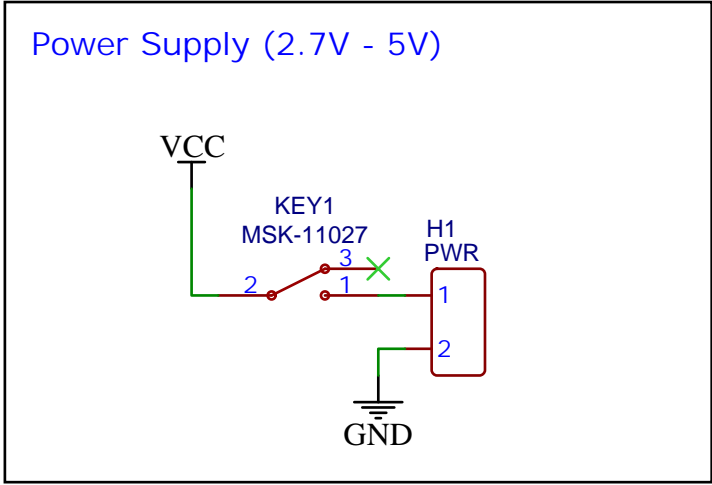 Power Supply (2.7V - 5V)
VCC
KEY1
MSK-11027
H1
PWR
3
2
1
1
2
GND